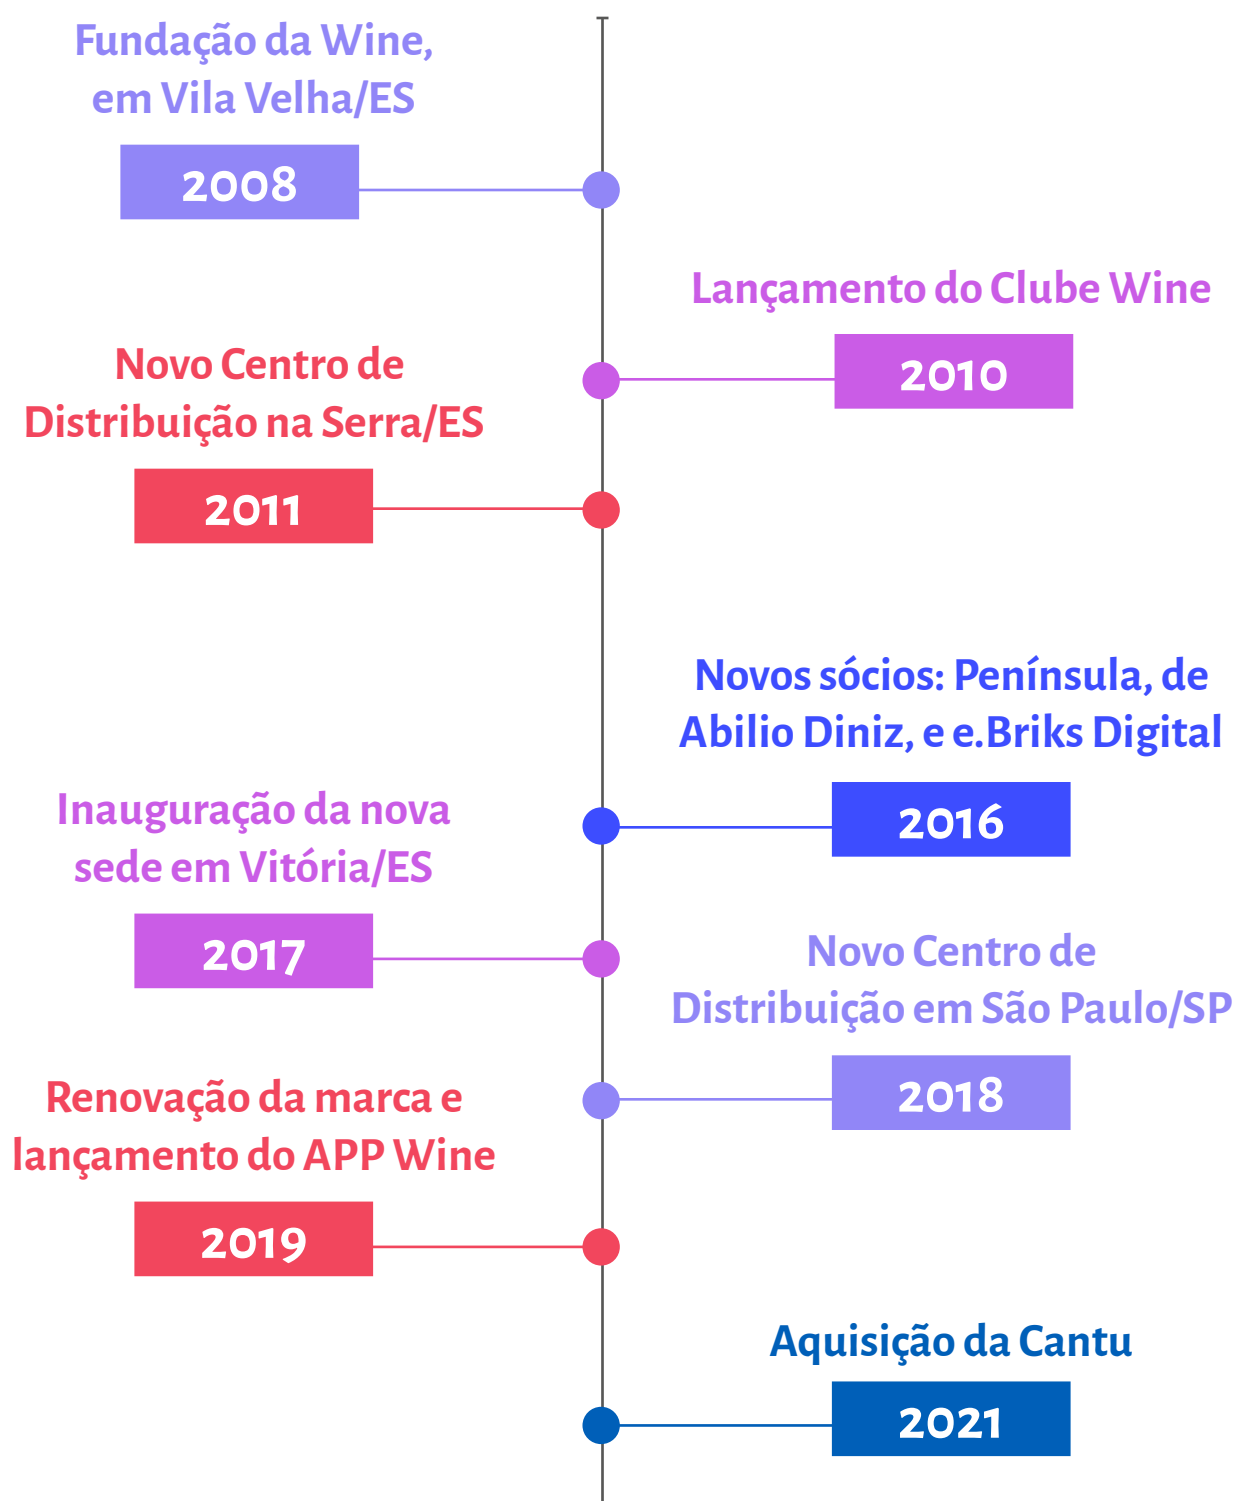 Fundação da Wine,
em Vila Velha/ES
2008
Lançamento do Clube Wine
2010
Novo Centro de
Distribuição na Serra/ES
2011
Novos sócios: Península, de
Abilio Diniz, e e.Briks Digital
2016
Inauguração da nova
sede em Vitória/ES
2017
Novo Centro de
Distribuição em São Paulo/SP
2018
Renovação da marca e
lançamento do APP Wine
2019
Aquisição da Cantu
2021